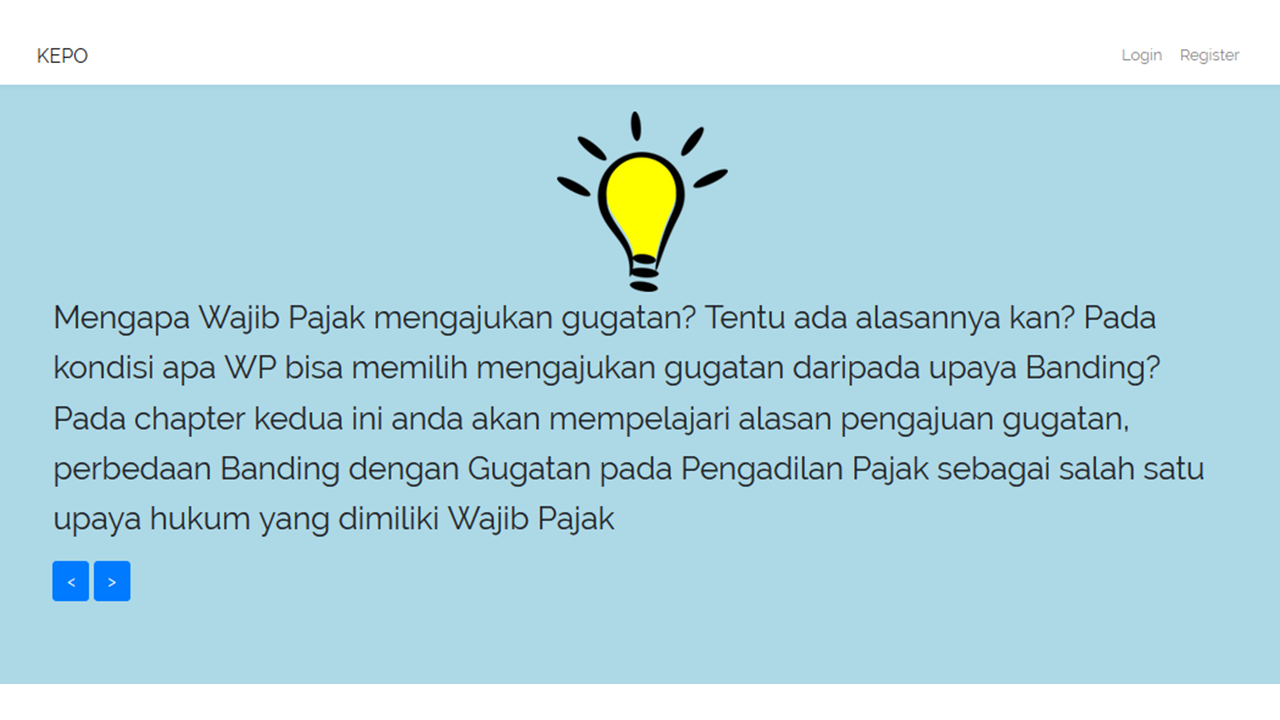 KEPO
Login Register
Mengapa Wajib Pajak mengajukan gugatan? Tentu ada alasannya kan? Pada
kondisi apa WP bisa memilih mengajukan gugatan daripada upaya Banding?
Pada chapter kedua ini anda akan mempelajari alasan pengajuan gugatan,
perbedaan Banding dengan Gugatan pada Pengadilan Pajak sebagai salah satu
upaya hukum yang dimiliki Wajib Pajak
< >